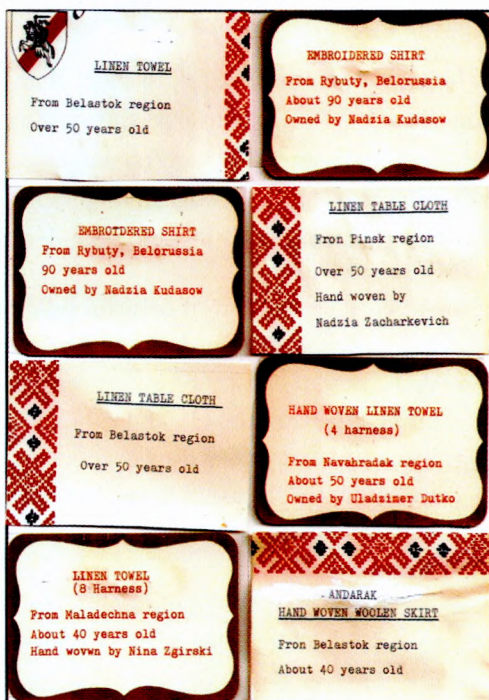 LINEN TOWEL
From Belastok region
Over 50 years old
EMBROIDERED SHIRT
From Rybuty, Belorussia
About 90 years old
Owned by Nadzia Kudasow
EMBROTDERED SHIRT
From Rybuty, Belorussia
90 years old
Owned by Nadzia Kudasow
LINEN TABLE CLOTH
Fron Pinsk region
Over 50 years old
Hand woven by
Nadzia Zacharkevich
LINEN TABLE CLOTH
From Belastok region
Over 50 years old
HAND WOVEN LINEN TOWEL
(4 harness)
From Navahradak region
About 50 years old
Owned by Uladzimer Dutko
LINEN TOWEL
(8 Harness)
From Maladechna region
About 40 years old
Hand wovwn by Nina Zgirski
ANDARAK
HAND WOVEN WOOLEN SKIRT
Fron Belastok region
About 40 years old